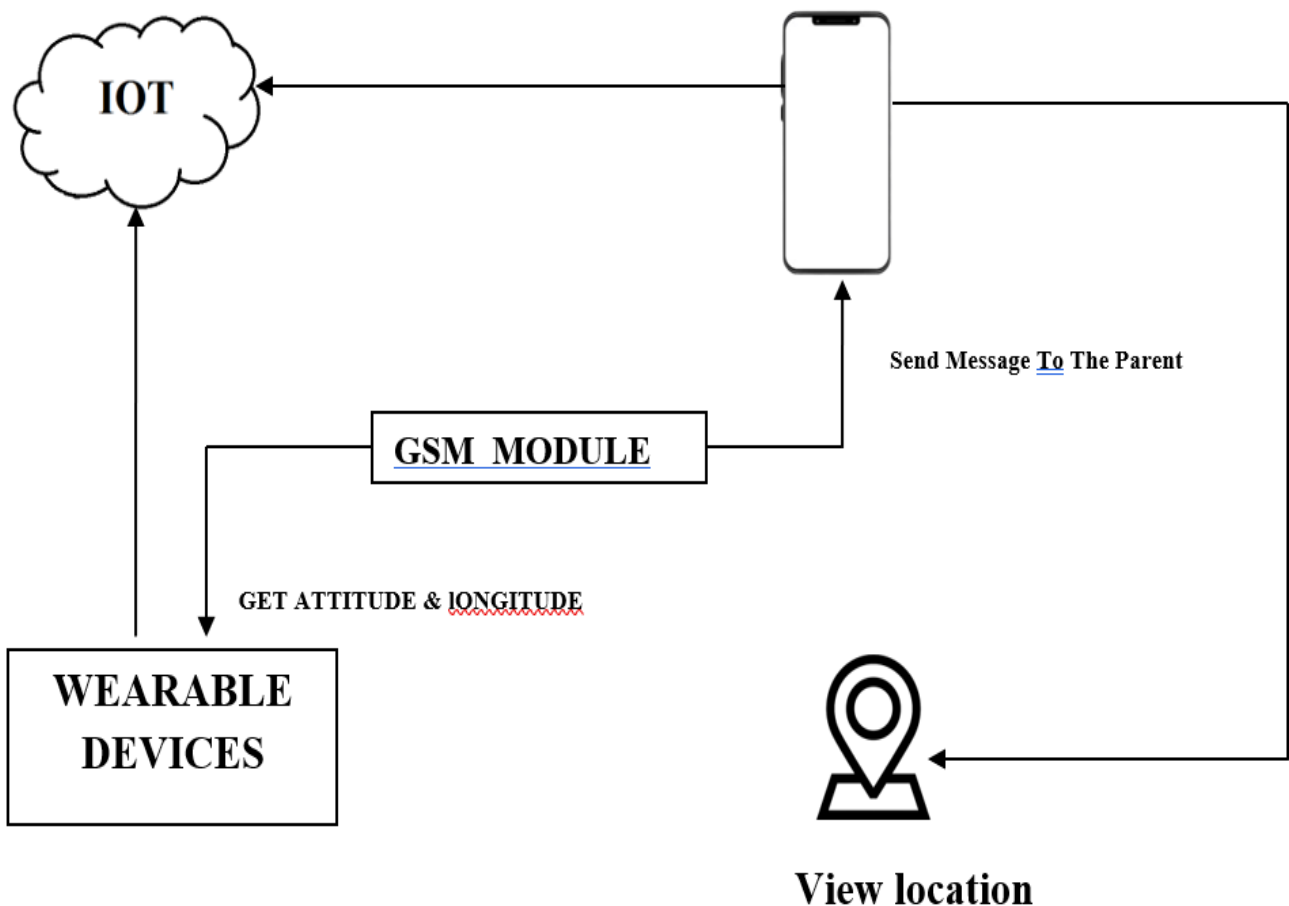 IOT
Send Message To The Parent
GSM MODULE
GET ATTITUDE & lONGITUDE
WEARABLE
DEVICES
View location